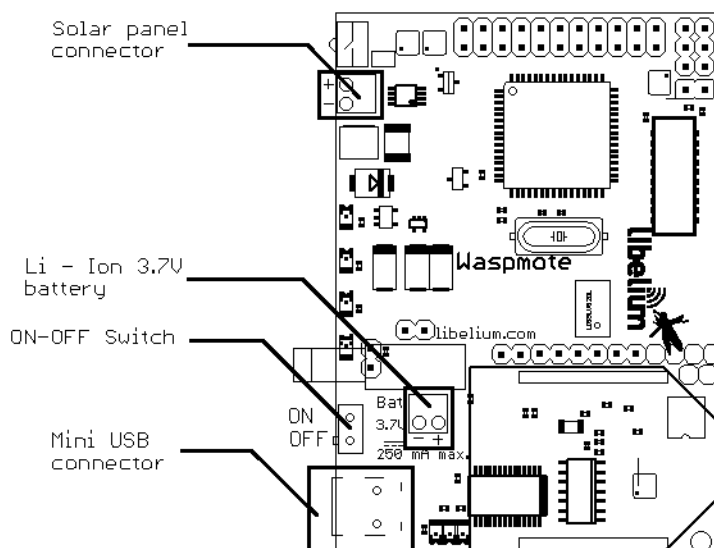 Solar panel
connector
+
-
Waspmote
Libelium
Li - Ion 3.7V
battery
libelium.com
ON-OFF Switch
ON
OFF
Bat
3.7V
- +
250 mA max.
Mini USB
connector